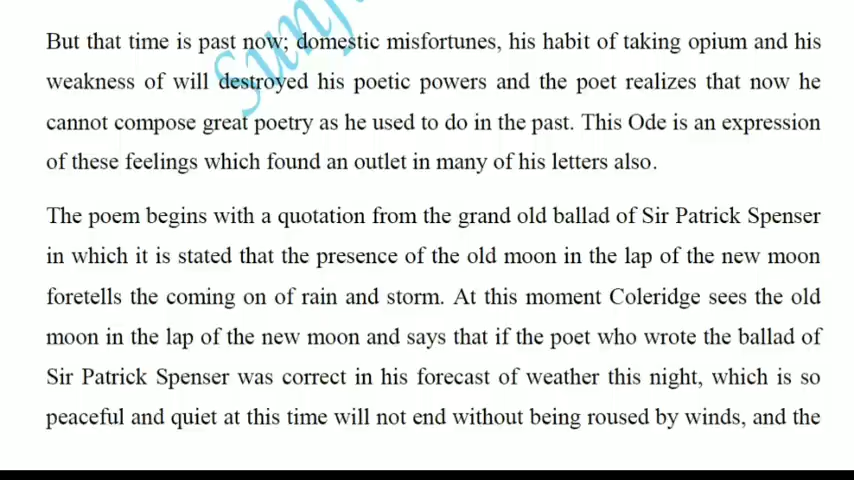 But that time is past now; domestic misfortunes, his habit of taking opium and his
weakness of will destroyed his poetic powers and the poet realizes that now he
cannot compose great poetry as he used to do in the past. This Ode is an expression
of these feelings which found an outlet in many of his letters also.
The poem begins with a quotation from the grand old ballad of Sir Patrick Spenser
in which it is stated that the presence of the old moon in the lap of the new moon
foretells the coming on of rain and storm. At this moment Coleridge sees the old
moon in the lap of the new moon and says that if the poet who wrote the ballad of
Sir Patrick Spenser was correct in his forecast of weather this night, which is so
peaceful and quiet at this time will not end without being roused by winds, and the